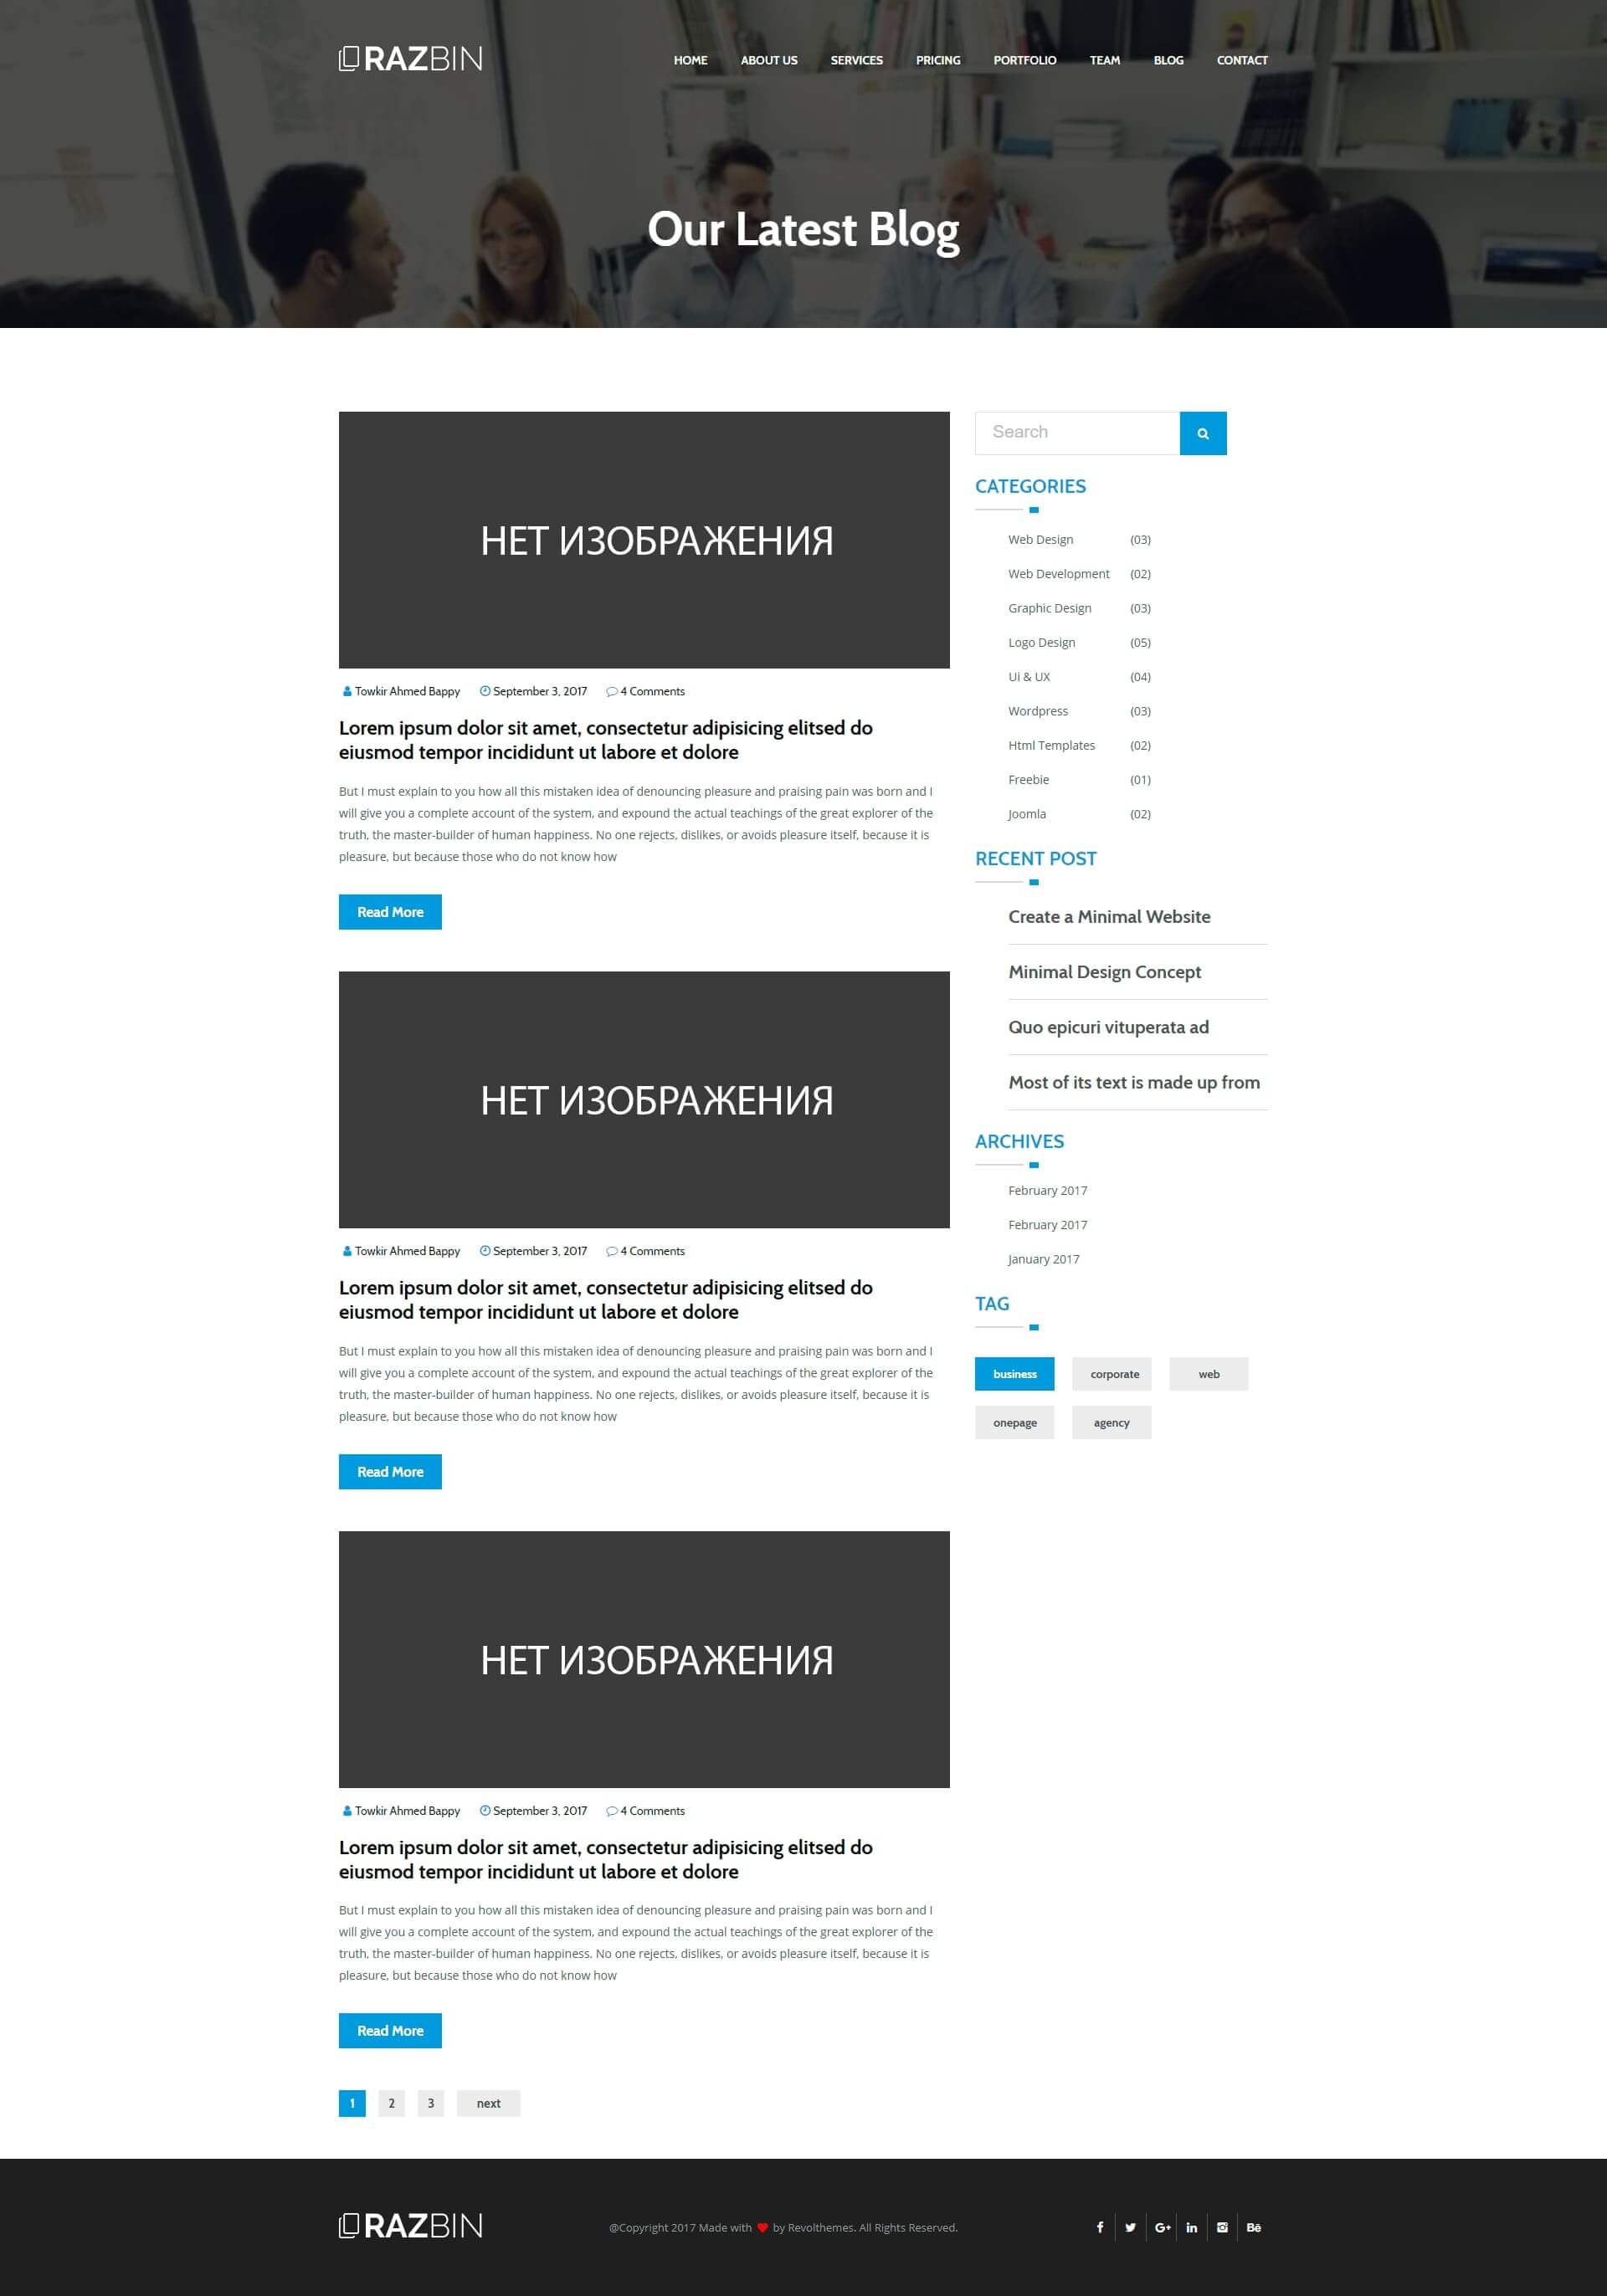 RAZBIN
HOME ABOUT US SERVICES PRICING PORTFOLIO TEAM BLOG CONTACT
Our Latest Blog
НЕТ ИЗОБРАЖЕНИЯ
Towkir Ahmed Bappy September 3, 2017 4 Comments
Lorem ipsum dolor sit amet, consectetur adipisicing elitsed do
eiusmod tempor incididunt ut labore et dolore
But I must explain to you how all this mistaken idea of denouncing pleasure and praising pain was born and I
will give you a complete account of the system, and expound the actual teachings of the great explorer of the
truth, the master-builder of human happiness. No one rejects, dislikes, or avoids pleasure itself, because it is
pleasure, but because those who do not know how
Read More
НЕТ ИЗОБРАЖЕНИЯ
Towkir Ahmed Bappy September 3, 2017 4 Comments
Lorem ipsum dolor sit amet, consectetur adipisicing elitsed do
eiusmod tempor incididunt ut labore et dolore
But I must explain to you how all this mistaken idea of denouncing pleasure and praising pain was born and I
will give you a complete account of the system, and expound the actual teachings of the great explorer of the
truth, the master-builder of human happiness. No one rejects, dislikes, or avoids pleasure itself, because it is
pleasure, but because those who do not know how
Read More
НЕТ ИЗОБРАЖЕНИЯ
Towkir Ahmed Bappy September 3, 2017 4 Comments
Lorem ipsum dolor sit amet, consectetur adipisicing elitsed do
eiusmod tempor incididunt ut labore et dolore
But I must explain to you how all this mistaken idea of denouncing pleasure and praising pain was born and I
will give you a complete account of the system, and expound the actual teachings of the great explorer of the
truth, the master-builder of human happiness. No one rejects, dislikes, or avoids pleasure itself, because it is
pleasure, but because those who do not know how
Read More
1 2 3 next
Search
CATEGORIES
Web Design (03)
Web Development (02)
Graphic Design (03)
Logo Design (05)
Ui & UX (04)
Wordpress (03)
Html Templates (02)
Freebie (01)
Joomla (02)
RECENT POST
Create a Minimal Website
Minimal Design Concept
Quo epicuri vituperata ad
Most of its text is made up from
ARCHIVES
February 2017
February 2017
January 2017
TAG
business corporate web
onepage agency
RAZBIN
@Copyright 2017 Made with ♥ by Revolthemes. All Rights Reserved.
f G+ in Bē